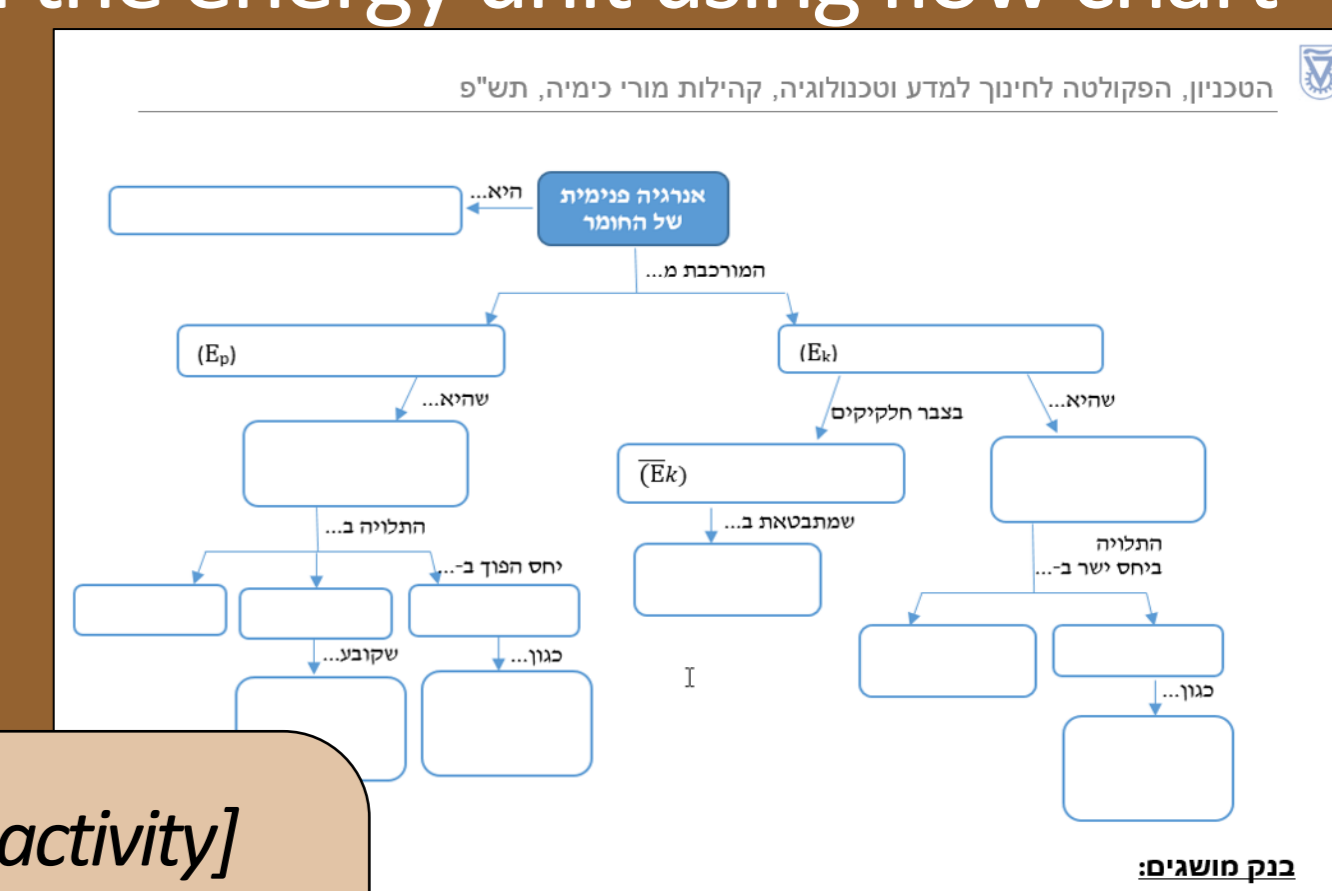 the energy unit using flow chart
הטכניון, הפקולטה לחינוך למדע וטכנולוגיה, קהילות מורי כימיה, תש"פ
אנרגיה פנימית
של החומר
היא...
המורכבת מ...
(Eₖ)
(Eₚ)
שהיא...
בצבר חלקיקים
שהיא...
(E̅k)
התלויה
ביחס ישר ב-...
שמתבטאת ב...
התלויה ב...
יחס הפוך ב-...
כגון...
כגון...
שקובע...
activity]
בנק מושגים: